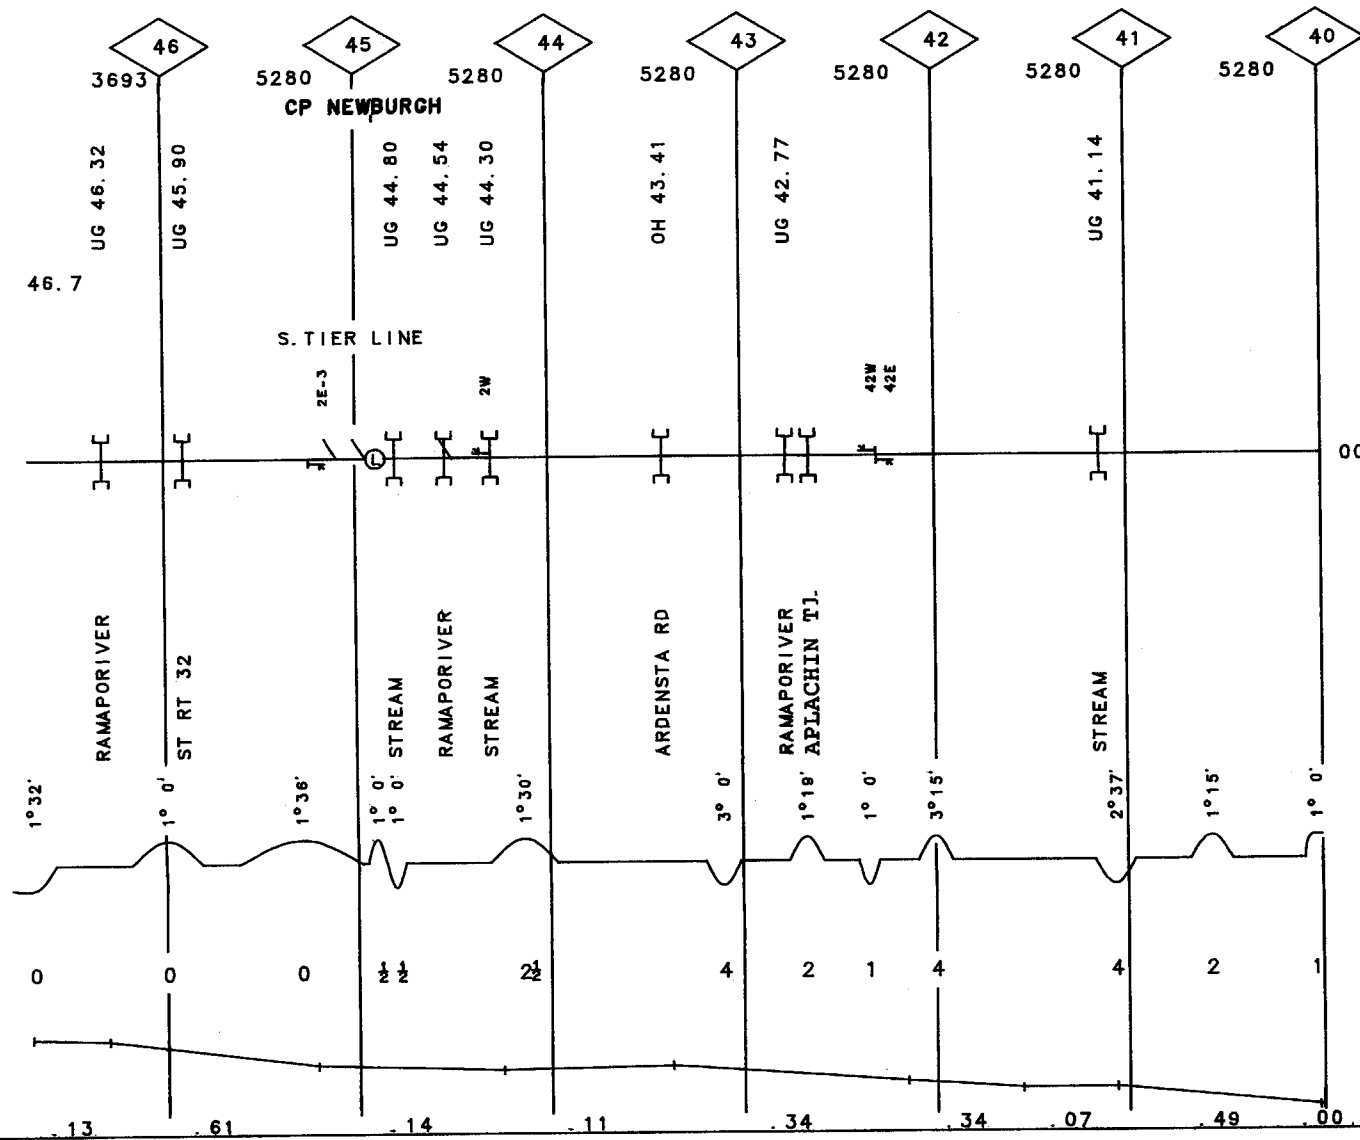 46 45 44 43 42 41 40
3693 5280 5280 5280 5280 5280 5280
CP NEWBURGH
UG 46.32
UG 45.90
UG 44.80
UG 44.54
UG 44.30
OH 43.41
UG 42.77
UG 41.14
46.7
S. TIER LINE
2E-3
2W
42W
42E
L
00
RAMAPORIVER
ST RT 32
STREAM
RAMAPORIVER
STREAM
ARDENSTA RD
RAMAPORIVER
APLACHIN
STREAM
1°32'
1° 0'
1°36'
1° 0'
1° 0'
1°30'
3° 0'
1°19'
1° 0'
3°15'
2°37'
1°15'
1° 0'
0 0 0 ½ ½ 2½ 4 2 1 4 4 2 1
.13 .61 .14 .11 .34 .34 .07 .49 .00